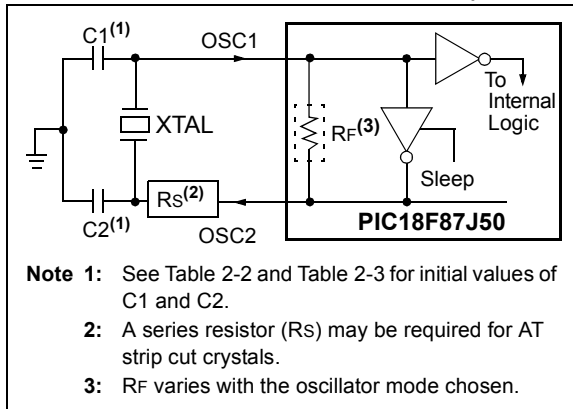 C1(1)
OSC1
To
Internal
Logic
XTAL
RF(3)
Sleep
RS(2)
C2(1)
OSC2
PIC18F87J50
Note 1: See Table 2-2 and Table 2-3 for initial values of
C1 and C2.
2: A series resistor (RS) may be required for AT
strip cut crystals.
3: RF varies with the oscillator mode chosen.